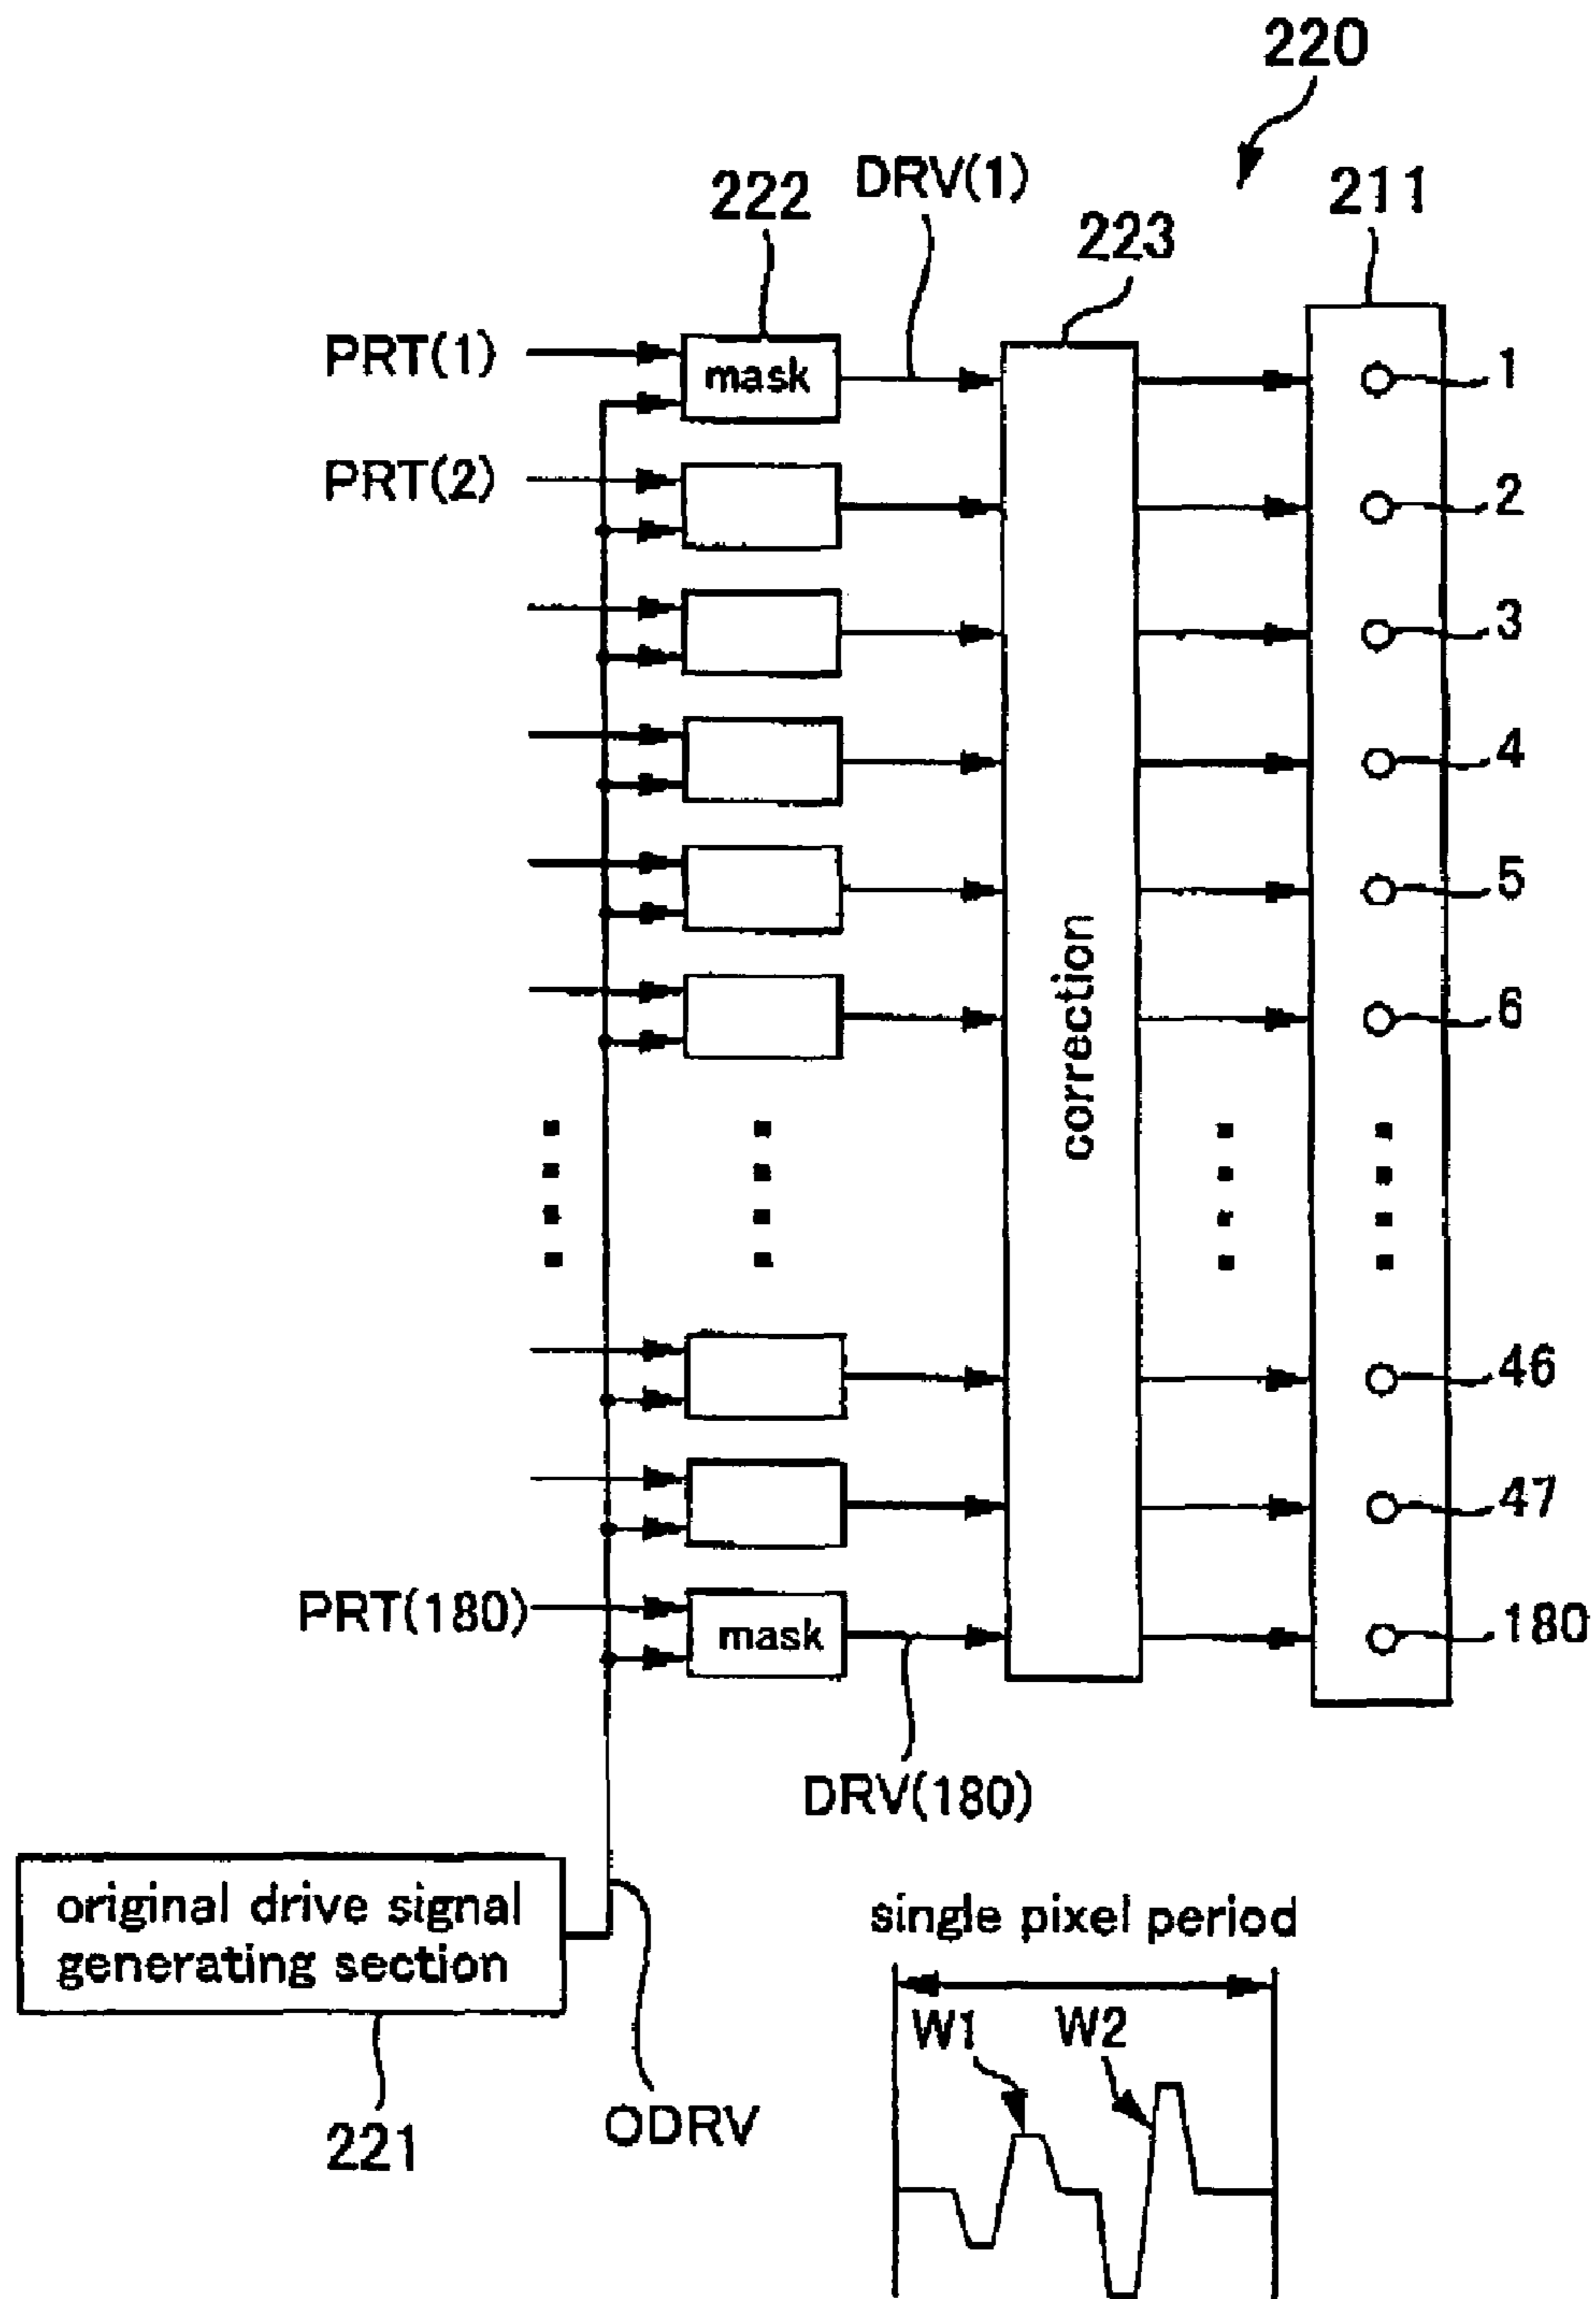 220
222
DRV(1)
223
211
PRT(1)
mask
1
PRT(2)
2
3
4
5
6
correction
46
47
PRT(180)
mask
180
DRV(180)
original drive signal
generating section
221
ODRV
single pixel period
W1
W2